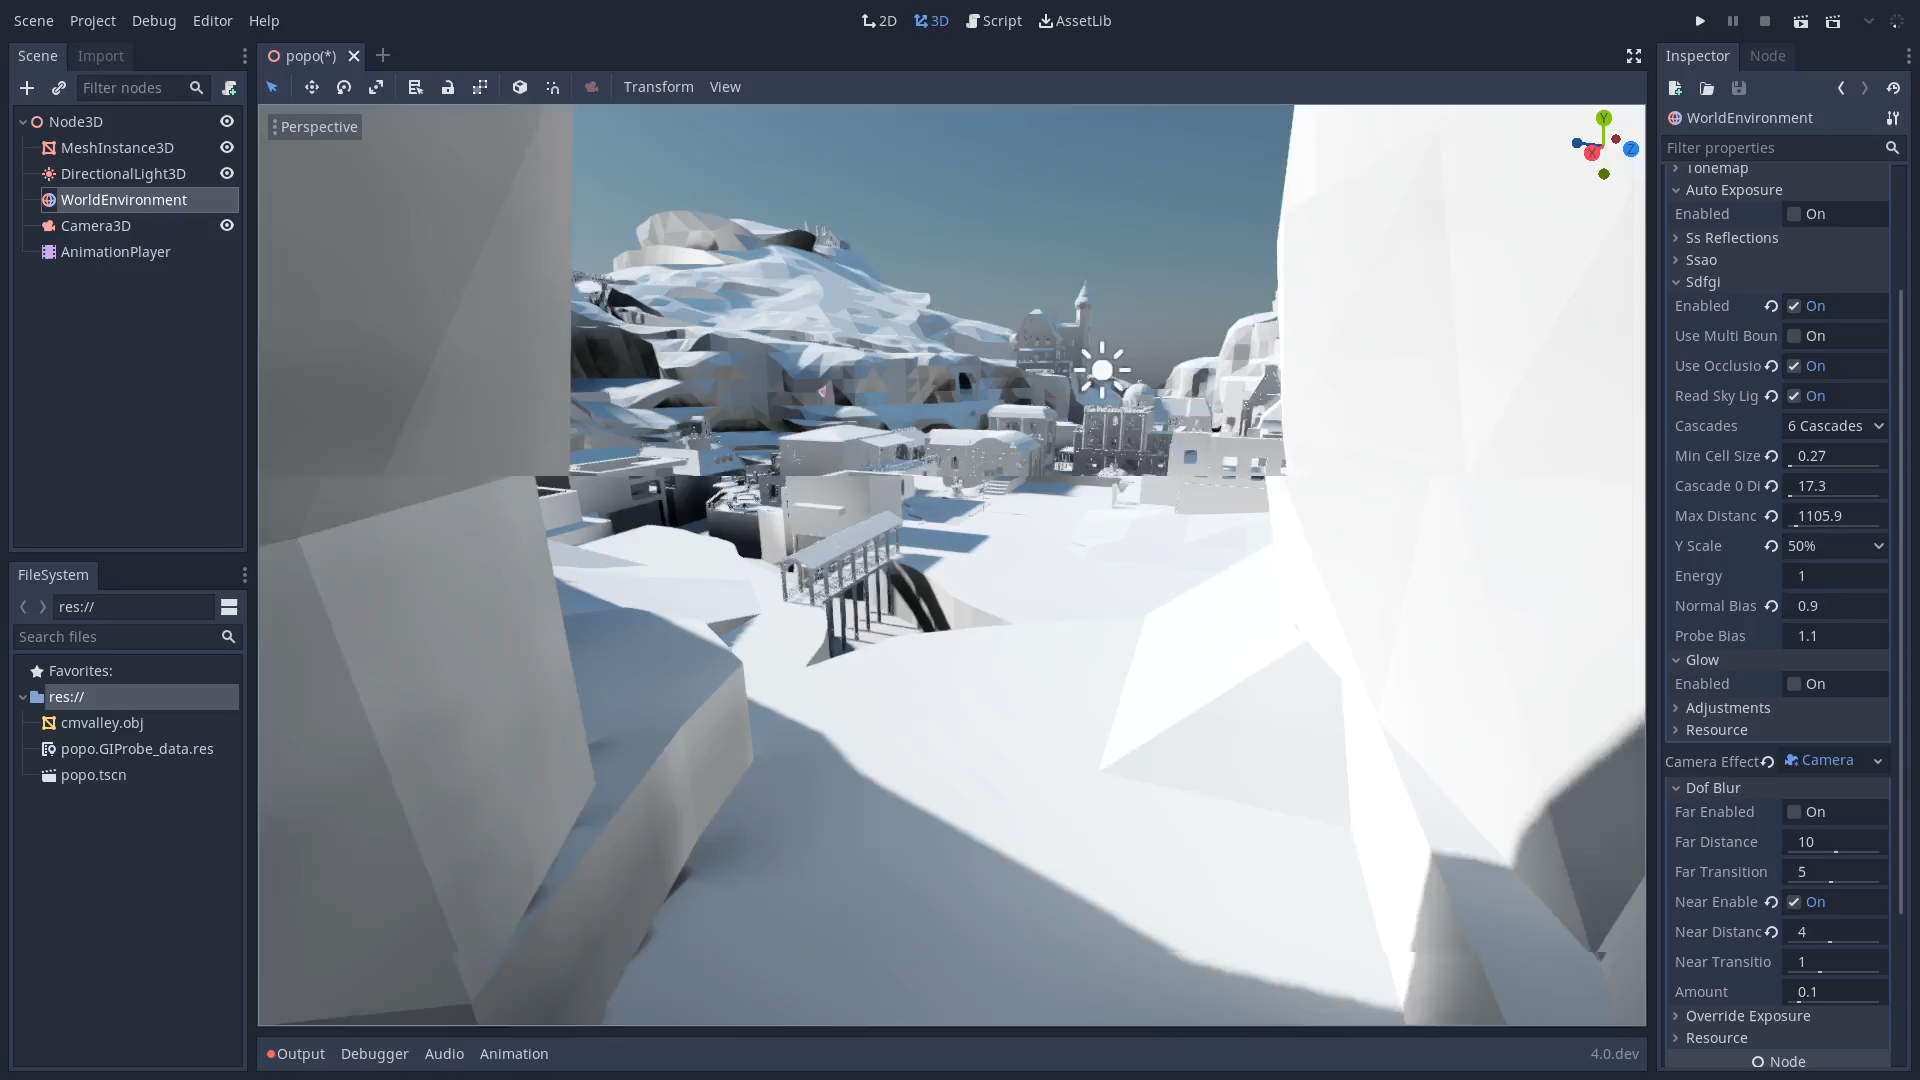 Scene Project Debug Editor Help
2D 3D Script AssetLib
Scene Import
Filter nodes
Node3D
MeshInstance3D
DirectionalLight3D
WorldEnvironment
Camera3D
AnimationPlayer
FileSystem
res://
Search files
Favorites:
res://
cmvalley.obj
popo.GIProbe_data.res
popo.tscn
popo(*)
Transform View
Perspective
Y
X
Z
Output Debugger Audio Animation
4.0.dev
Inspector Node
WorldEnvironment
Filter properties
Tonemap
Auto Exposure
Enabled On
Ss Reflections
Ssao
Sdfgi
Enabled On
Use Multi Boun On
Use Occlusio On
Read Sky Lig On
Cascades 6 Cascades
Min Cell Size 0.27
Cascade 0 Di 17.3
Max Distanc 1105.9
Y Scale 50%
Energy 1
Normal Bias 0.9
Probe Bias 1.1
Glow
Enabled On
Adjustments
Resource
Camera Effect Camera
Dof Blur
Far Enabled On
Far Distance 10
Far Transition 5
Near Enable On
Near Distanc 4
Near Transitio 1
Amount 0.1
Override Exposure
Resource
Node